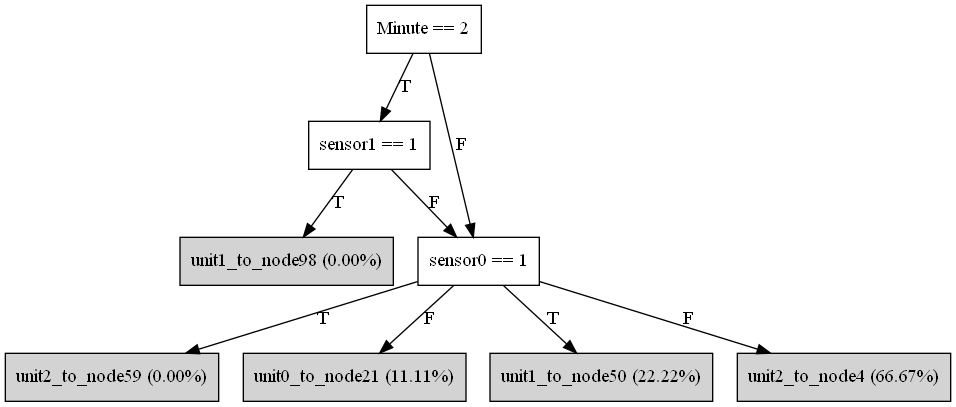 Minute == 2
T
sensor1 == 1
F
T
F
unit1_to_node98 (0.00%)
sensor0 == 1
T
F
T
F
unit2_to_node59 (0.00%)
unit0_to_node21 (11.11%)
unit1_to_node50 (22.22%)
unit2_to_node4 (66.67%)